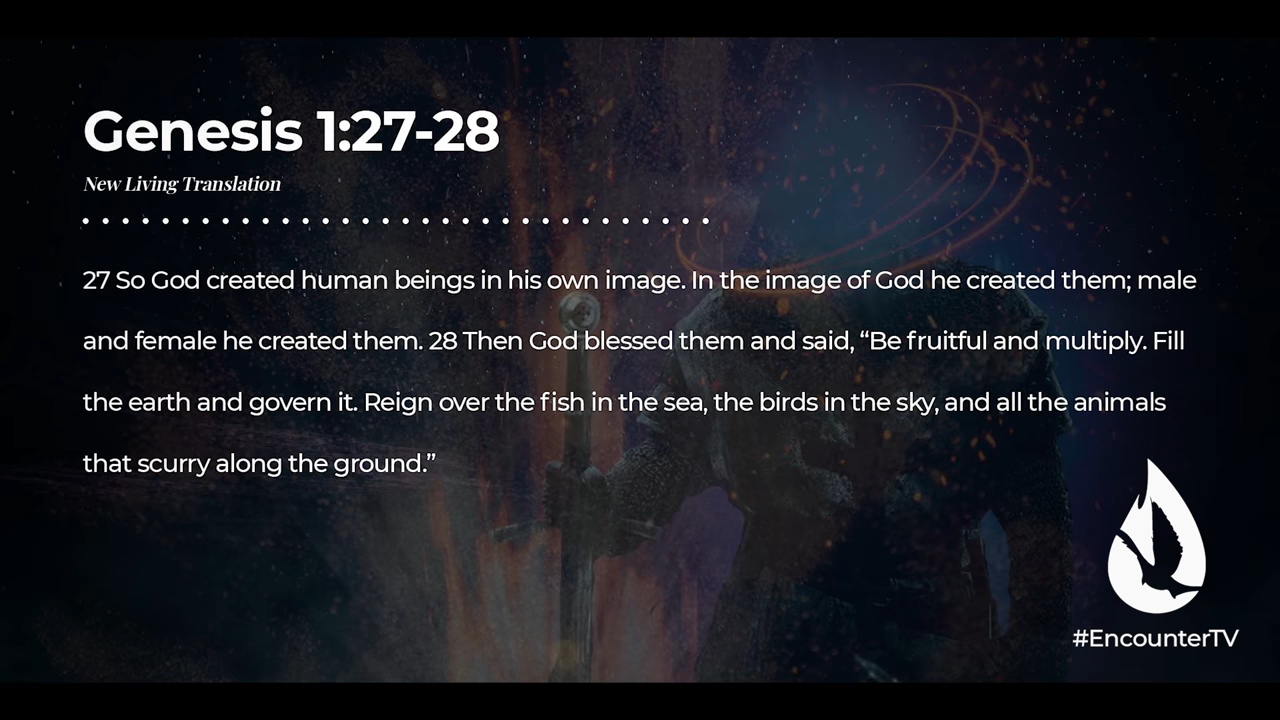 Genesis 1:27-28
New Living Translation
27 So God created human beings in his own image. In the image of God he created them; male
and female he created them. 28 Then God blessed them and said, “Be fruitful and multiply. Fill
the earth and govern it. Reign over the fish in the sea, the birds in the sky, and all the animals
that scurry along the ground.”
#EncounterTV